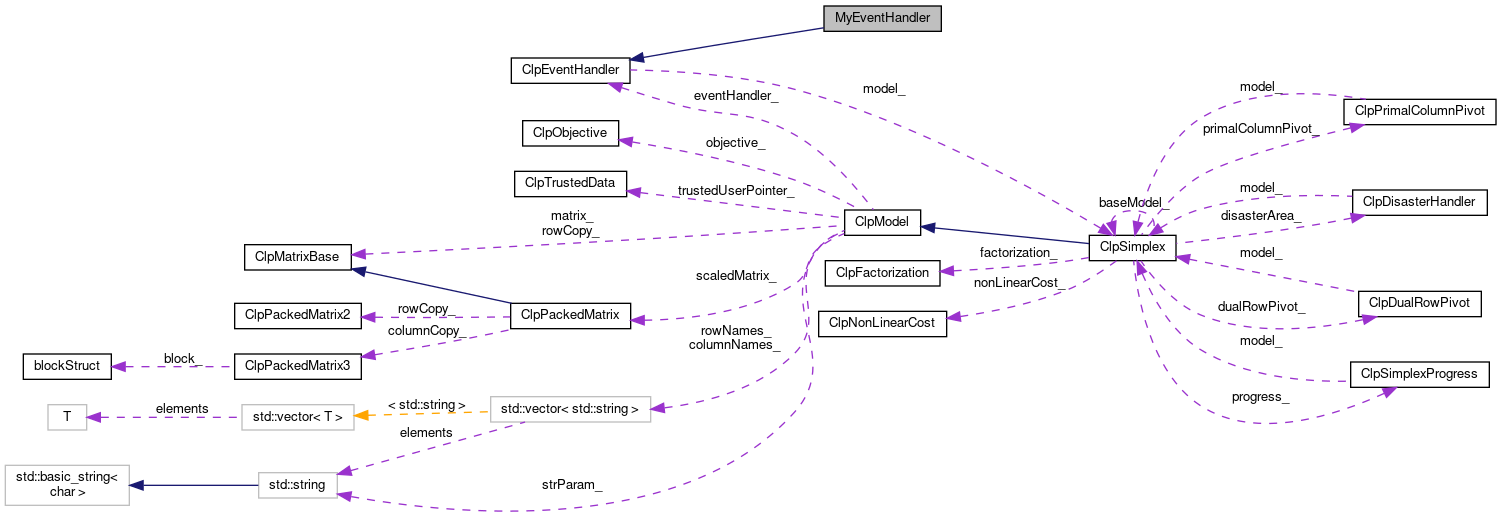 MyEventHandler
ClpEventHandler
model_
model_
eventHandler_
ClpPrimalColumnPivot
primalColumnPivot_
ClpObjective
objective_
ClpTrustedData
trustedUserPointer_
model_
ClpDisasterHandler
baseModel_
disasterArea_
matrix_
rowCopy_
ClpModel
ClpSimplex
ClpMatrixBase
factorization_
model_
ClpFactorization
scaledMatrix_
nonLinearCost_
ClpPackedMatrix2
rowCopy_
ClpPackedMatrix
dualRowPivot_
ClpDualRowPivot
ClpNonLinearCost
columnCopy_
rowNames_
columnNames_
model_
blockStruct
block_
ClpPackedMatrix3
ClpSimplexProgress
progress_
T
elements
std::vector< T >
< std::string >
std::vector< std::string >
elements
std::basic_string<
char >
std::string
strParam_